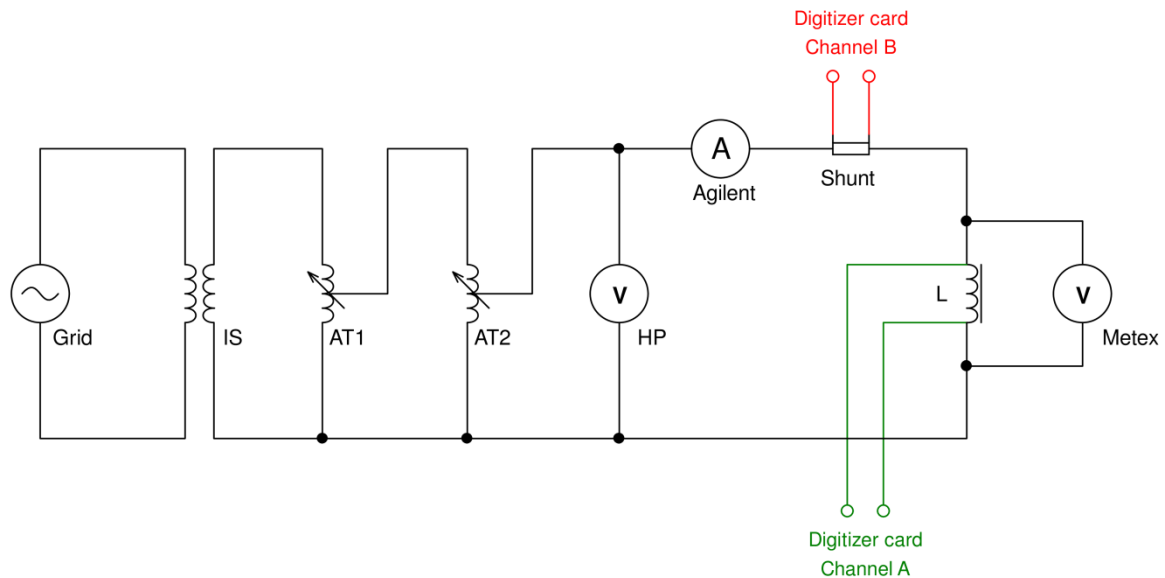 Digitizer card
Channel B
A
Agilent
Shunt
Grid
IS
AT1
AT2
V
HP
L
V
Metex
Digitizer card
Channel A